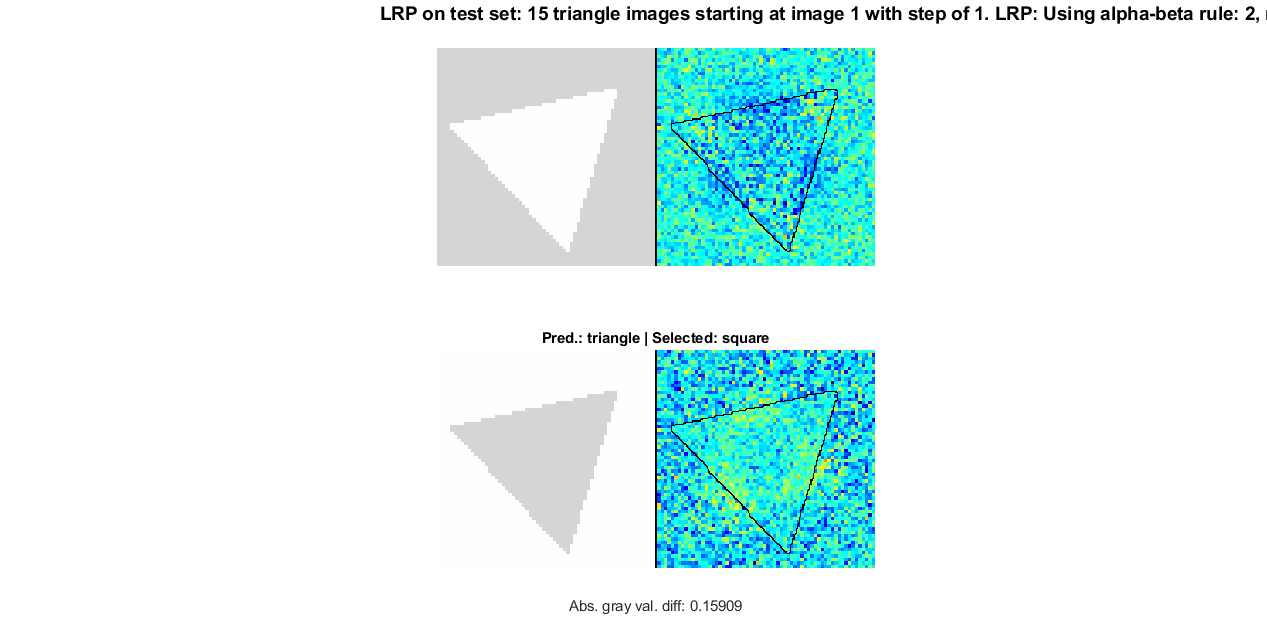 LRP on test set: 15 triangle images starting at image 1 with step of 1. LRP: Using alpha-beta rule: 2,
Pred.: triangle | Selected: square
Abs. gray val. diff: 0.15909